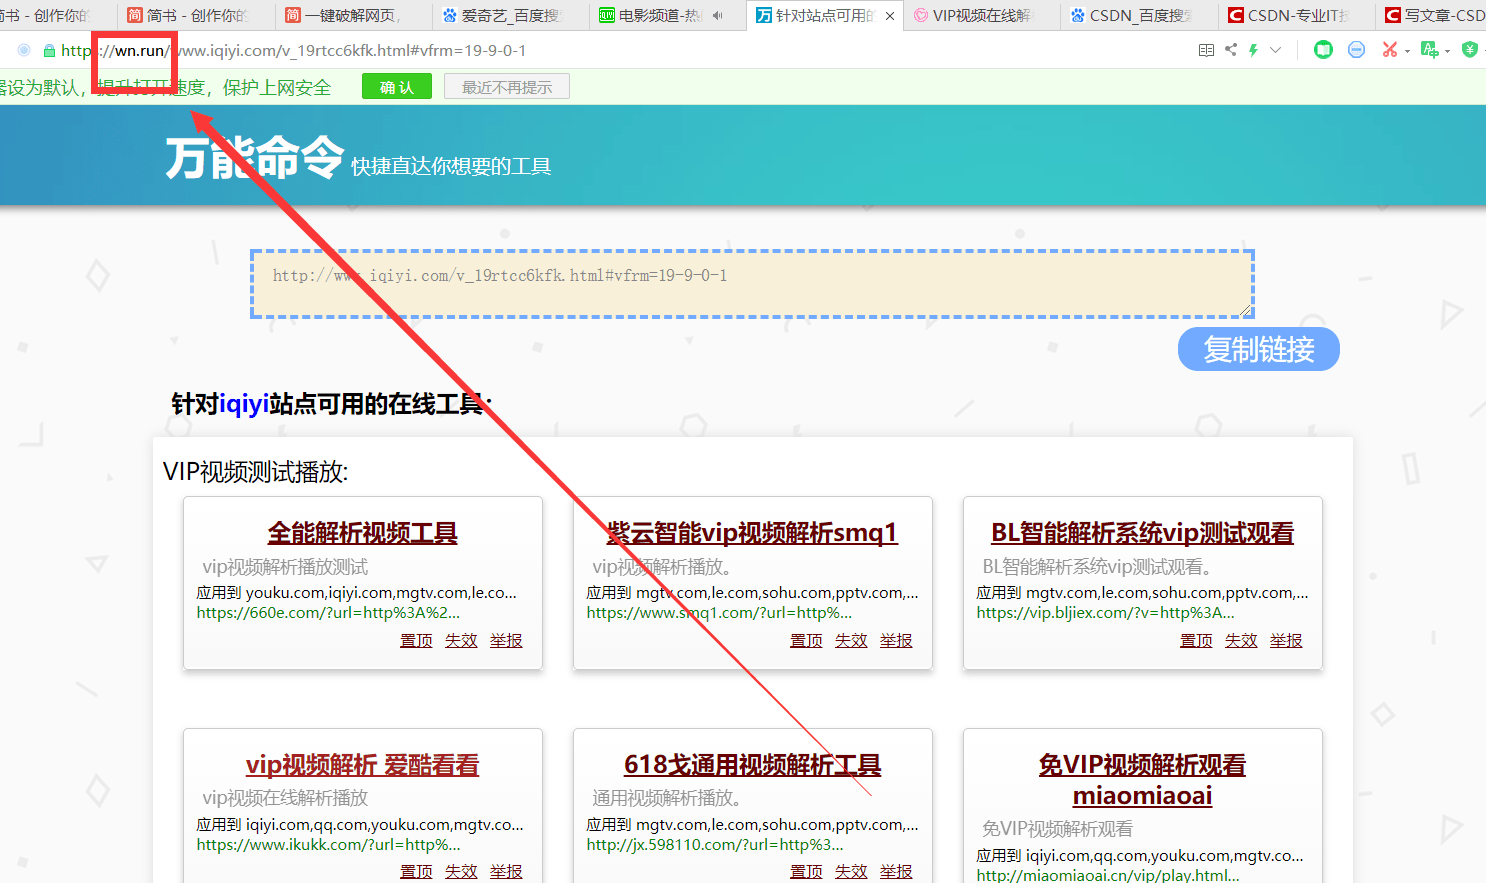 简书 - 创作你的
简书 - 创作你的
一键破解网页,
爱奇艺_百度搜索
电影频道-热
针对站点可用的
VIP视频在线解
CSDN_百度搜索
CSDN-专业IT技
写文章-CSD
https://wn.run/www.iqiyi.com/v_19rtcc6kfk.html#vfrm=19-9-0-1
器设为默认，提升打开速度，保护上网安全
确 认
最近不再提示
万能命令 快捷直达你想要的工具
http://www.iqiyi.com/v_19rtcc6kfk.html#vfrm=19-9-0-1
复制链接
针对iqiyi站点可用的在线工具：
VIP视频测试播放:
全能解析视频工具
vip视频解析播放测试
应用到 youku.com,iqiyi.com,mgtv.com,le.co...
https://660e.com/?url=http%3A%2...
置顶 失效 举报
紫云智能vip视频解析smq1
vip视频解析播放。
应用到 mgtv.com,le.com,sohu.com,pptv.com,...
https://www.smq1.com/?url=http%...
置顶 失效 举报
BL智能解析系统vip测试观看
BL智能解析系统vip测试观看。
应用到 mgtv.com,le.com,sohu.com,pptv.com,...
https://vip.bljiex.com/?v=http%3A...
置顶 失效 举报
vip视频解析 爱酷看看
vip视频在线解析播放
应用到 iqiyi.com,qq.com,youku.com,mgtv.co...
https://www.ikukk.com/?url=http%...
置顶 失效 举报
618戈通用视频解析工具
通用视频解析播放。
应用到 mgtv.com,le.com,sohu.com,pptv.com,...
http://jx.598110.com/?url=http%3...
置顶 失效 举报
免VIP视频解析观看
miaomiaoai
免VIP视频解析观看
应用到 iqiyi.com,qq.com,youku.com,mgtv.co...
http://miaomiaoai.cn/vip/play.html...